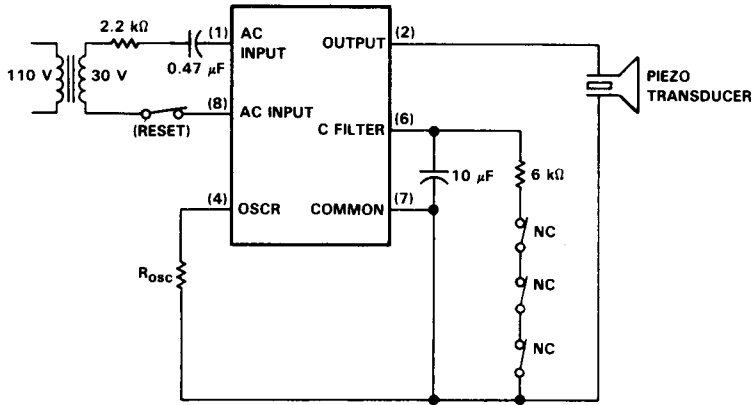 2.2 kΩ
(1)
AC
INPUT
OUTPUT
(2)
0.47 μF
110 V
30 V
(8)
AC INPUT
(RESET)
C FILTER
(6)
PIEZO
TRANSDUCER
10 μF
6 kΩ
(4)
OSCR
COMMON
(7)
NC
ROSC
NC
NC